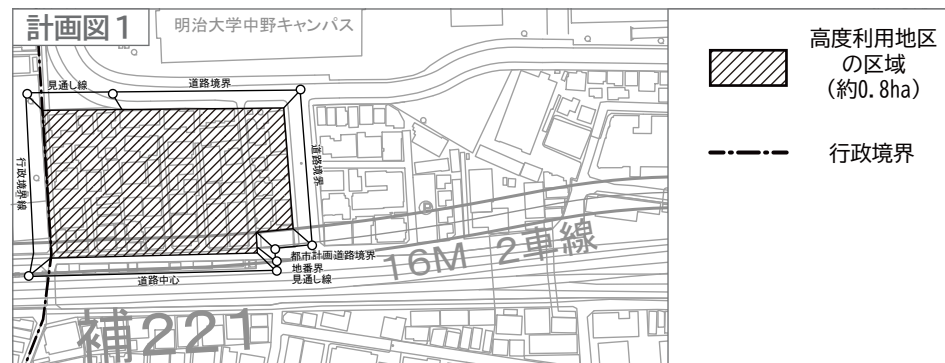 計画図1
明治大学中野キャンパス
見通し線
道路境界
行政境界線
道路境界
都市計画道路境界
地番界
見通し線
道路中心
16M 2車線
補221
高度利用地区
の区域
(約0.8ha)
行政境界